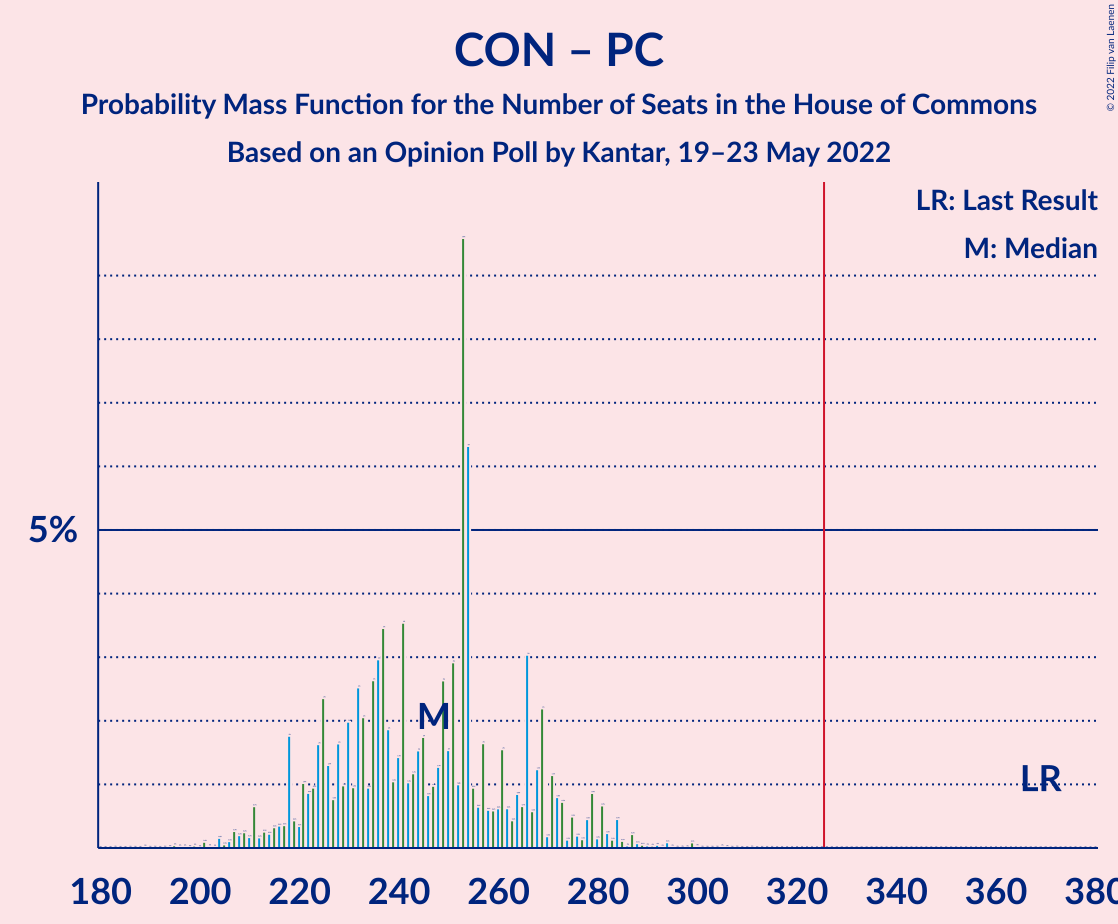 CON – PC
Probability Mass Function for the Number of Seats in the House of Commons
Based on an Opinion Poll by Kantar, 19–23 May 2022
© 2022 Filip van Laenen
LR: Last Result
M: Median
5%
M
LR
180 200 220 240 260 280 300 320 340 360 380